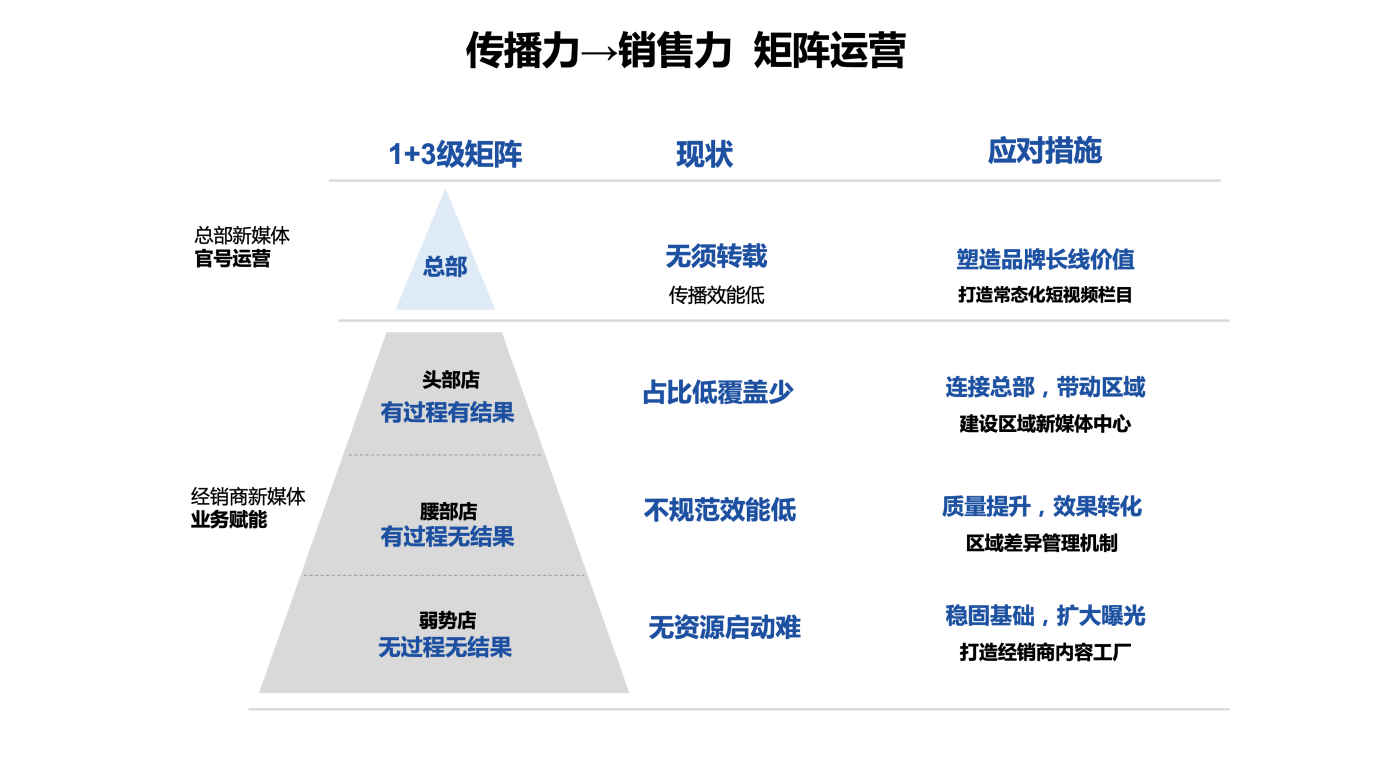 传播力→销售力 矩阵运营
1+3级矩阵
现状
应对措施
总部新媒体
官号运营
总部
无须转载
传播效能低
塑造品牌长线价值
打造常态化短视频栏目
经销商新媒体
业务赋能
头部店
有过程有结果
占比低覆盖少
连接总部，带动区域
建设区域新媒体中心
腰部店
有过程无结果
不规范效能低
质量提升，效果转化
区域差异管理机制
弱势店
无过程无结果
无资源启动难
稳固基础，扩大曝光
打造经销商内容工厂